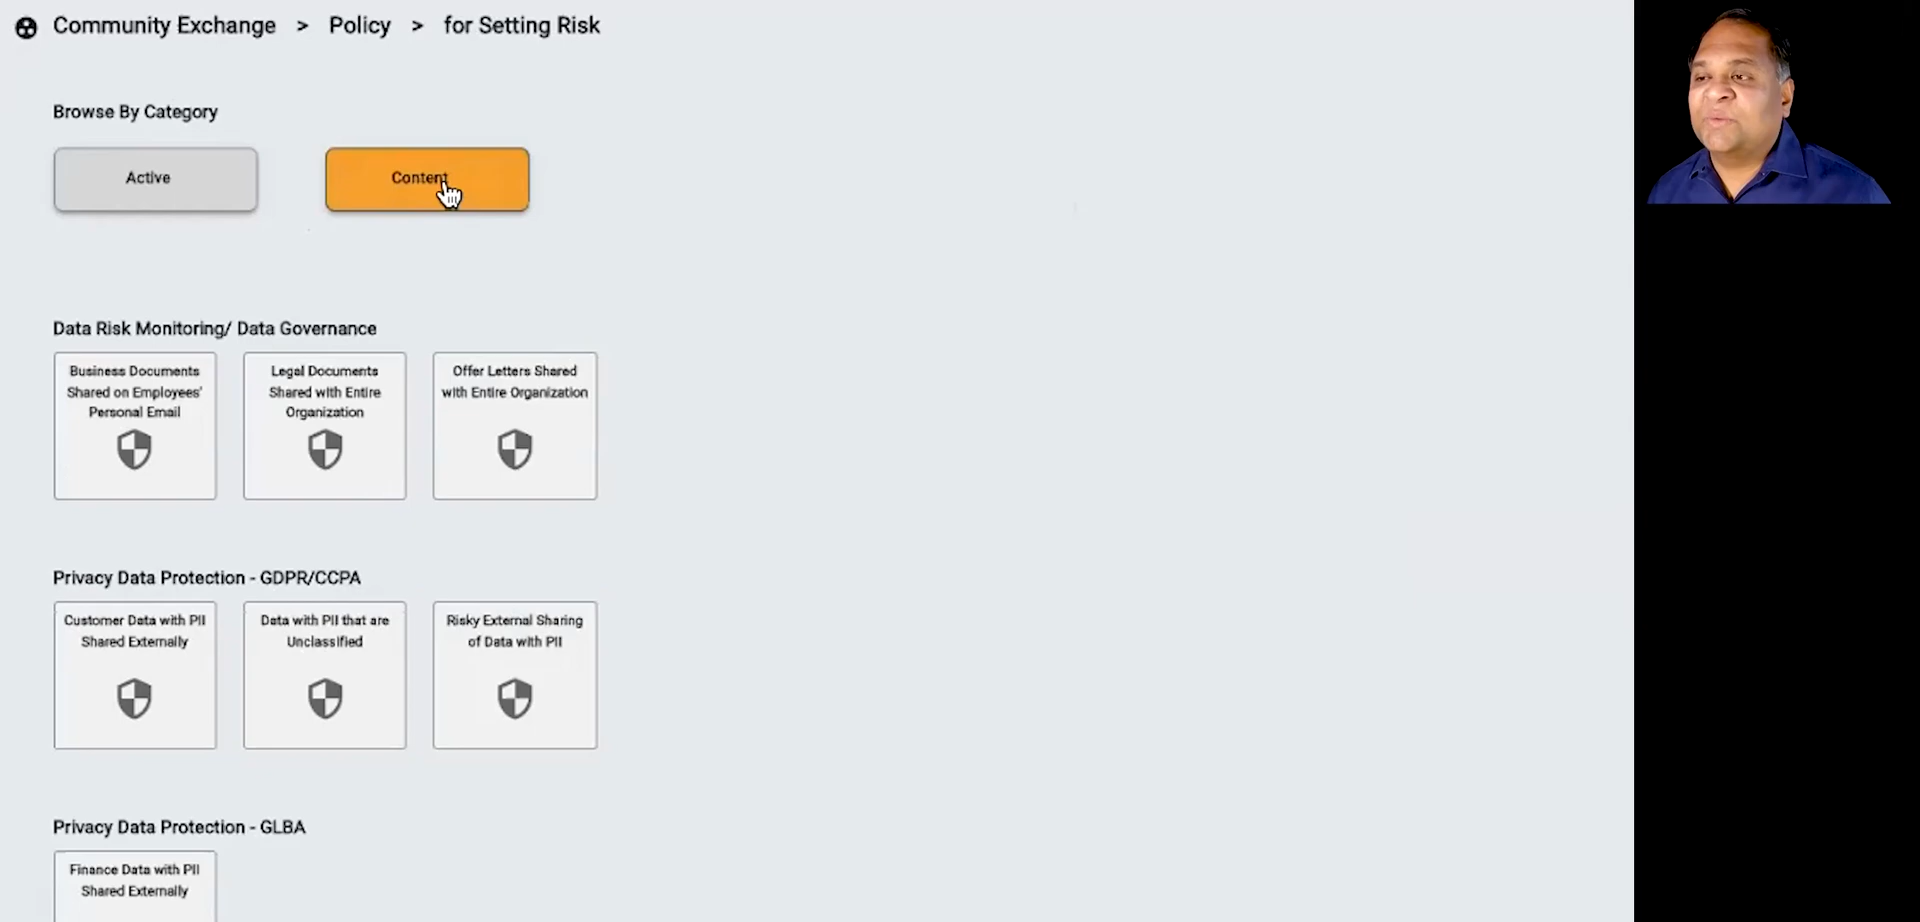 Community Exchange > Policy > for Setting Risk
Browse By Category
Active
Content
Data Risk Monitoring/ Data Governance
Business Documents
Shared on Employees'
Personal Email
Legal Documents
Shared with Entire
Organization
Offer Letters Shared
with Entire Organization
Privacy Data Protection - GDPR/CCPA
Customer Data with PII
Shared Externally
Data with PII that are
Unclassified
Risky External Sharing
of Data with PII
Privacy Data Protection - GLBA
Finance Data with PII
Shared Externally